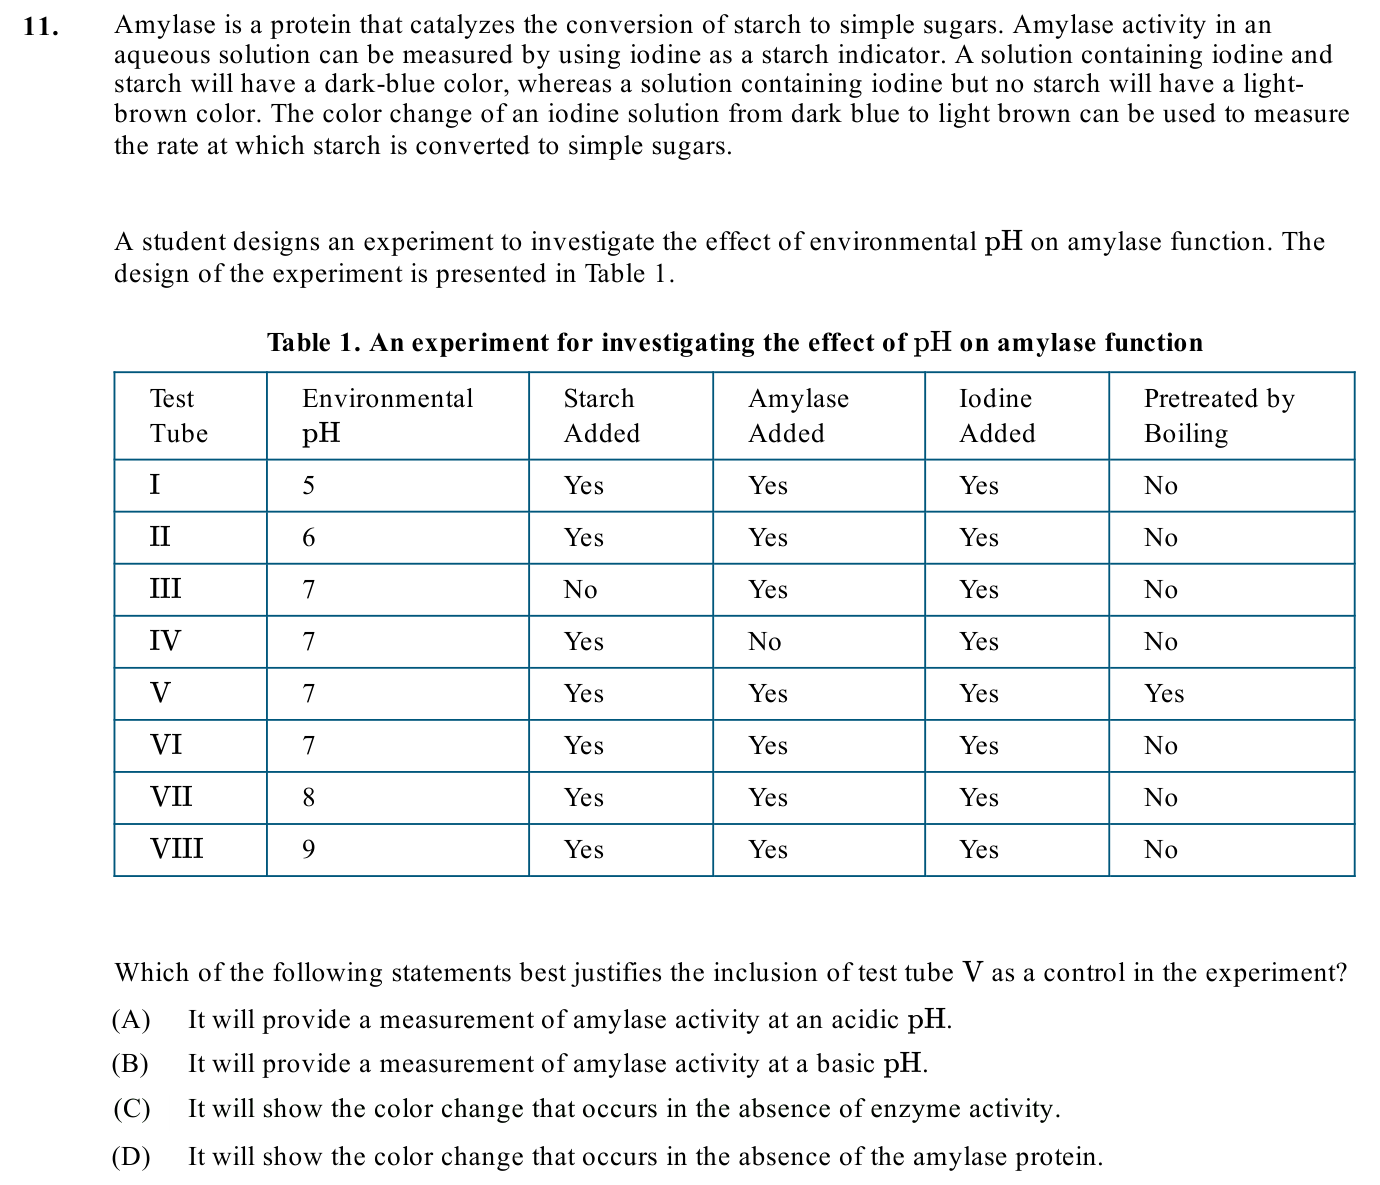 11. Amylase is a protein that catalyzes the conversion of starch to simple sugars. Amylase activity in an
aqueous solution can be measured by using iodine as a starch indicator. A solution containing iodine and
starch will have a dark-blue color, whereas a solution containing iodine but no starch will have a light-
brown color. The color change of an iodine solution from dark blue to light brown can be used to measure
the rate at which starch is converted to simple sugars.
A student designs an experiment to investigate the effect of environmental pH on amylase function. The
design of the experiment is presented in Table 1.
Table 1. An experiment for investigating the effect of pH on amylase function
Test Environmental Starch Amylase Iodine Pretreated by
Tube pH Added Added Added Boiling
I 5 Yes Yes Yes No
II 6 Yes Yes Yes No
III 7 No Yes Yes No
IV 7 Yes No Yes No
V 7 Yes Yes Yes Yes
VI 7 Yes Yes Yes No
VII 8 Yes Yes Yes No
VIII 9 Yes Yes Yes No
Which of the following statements best justifies the inclusion of test tube V as a control in the experiment?
(A) It will provide a measurement of amylase activity at an acidic pH.
(B) It will provide a measurement of amylase activity at a basic pH.
(C) It will show the color change that occurs in the absence of enzyme activity.
(D) It will show the color change that occurs in the absence of the amylase protein.